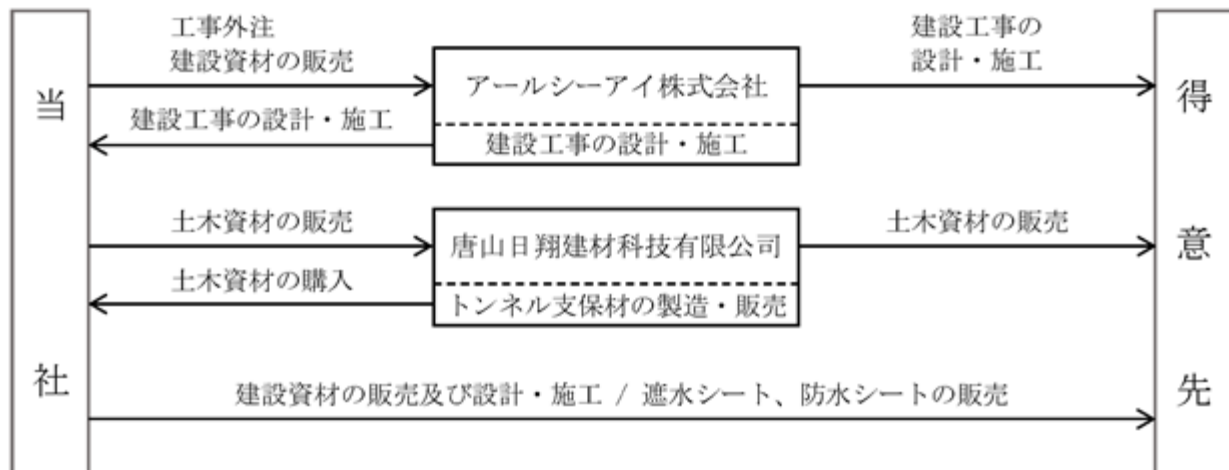 当社
工事外注
建設資材の販売
建設工事の設計・施工
アールシーアイ株式会社
建設工事の設計・施工
建設工事の
設計・施工
土木資材の販売
土木資材の購入
唐山日翔建材科技有限公司
トンネル支保材の製造・販売
土木資材の販売
建設資材の販売及び設計・施工 / 遮水シート、防水シートの販売
得意先